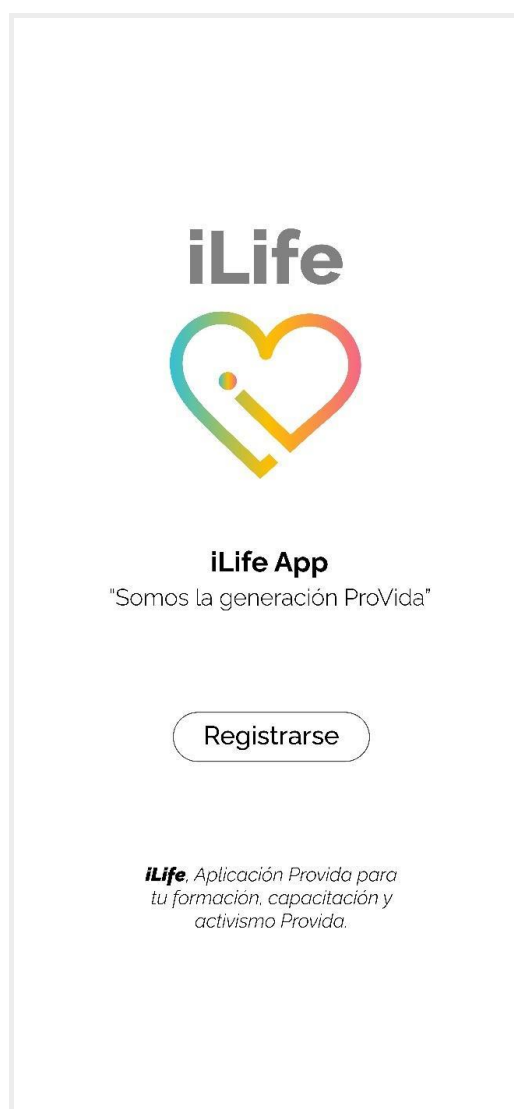 iLife
iLife App
“Somos la generación ProVida”
Registrarse
iLife, Aplicación Provida para
tu formación, capacitación y
activismo Provida.